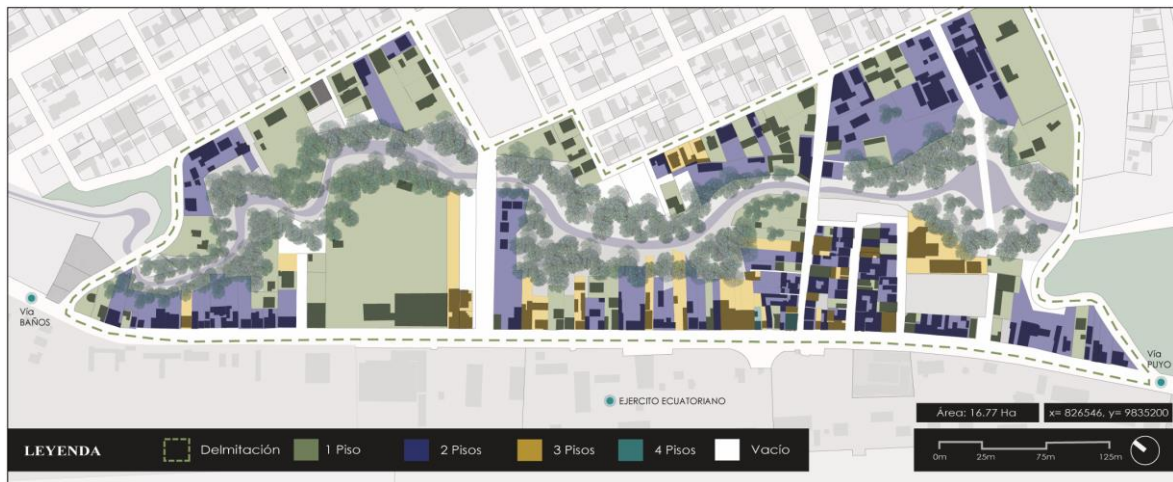 Vía
BAÑOS
Vía
PUYO
EJERCITO ECUATORIANO
Área: 16.77 Ha
x= 826546, y= 9835200
LEYENDA
Delmitación
1 Piso
2 Pisos
3 Pisos
4 Pisos
Vacío
0m 25m 75m 125m